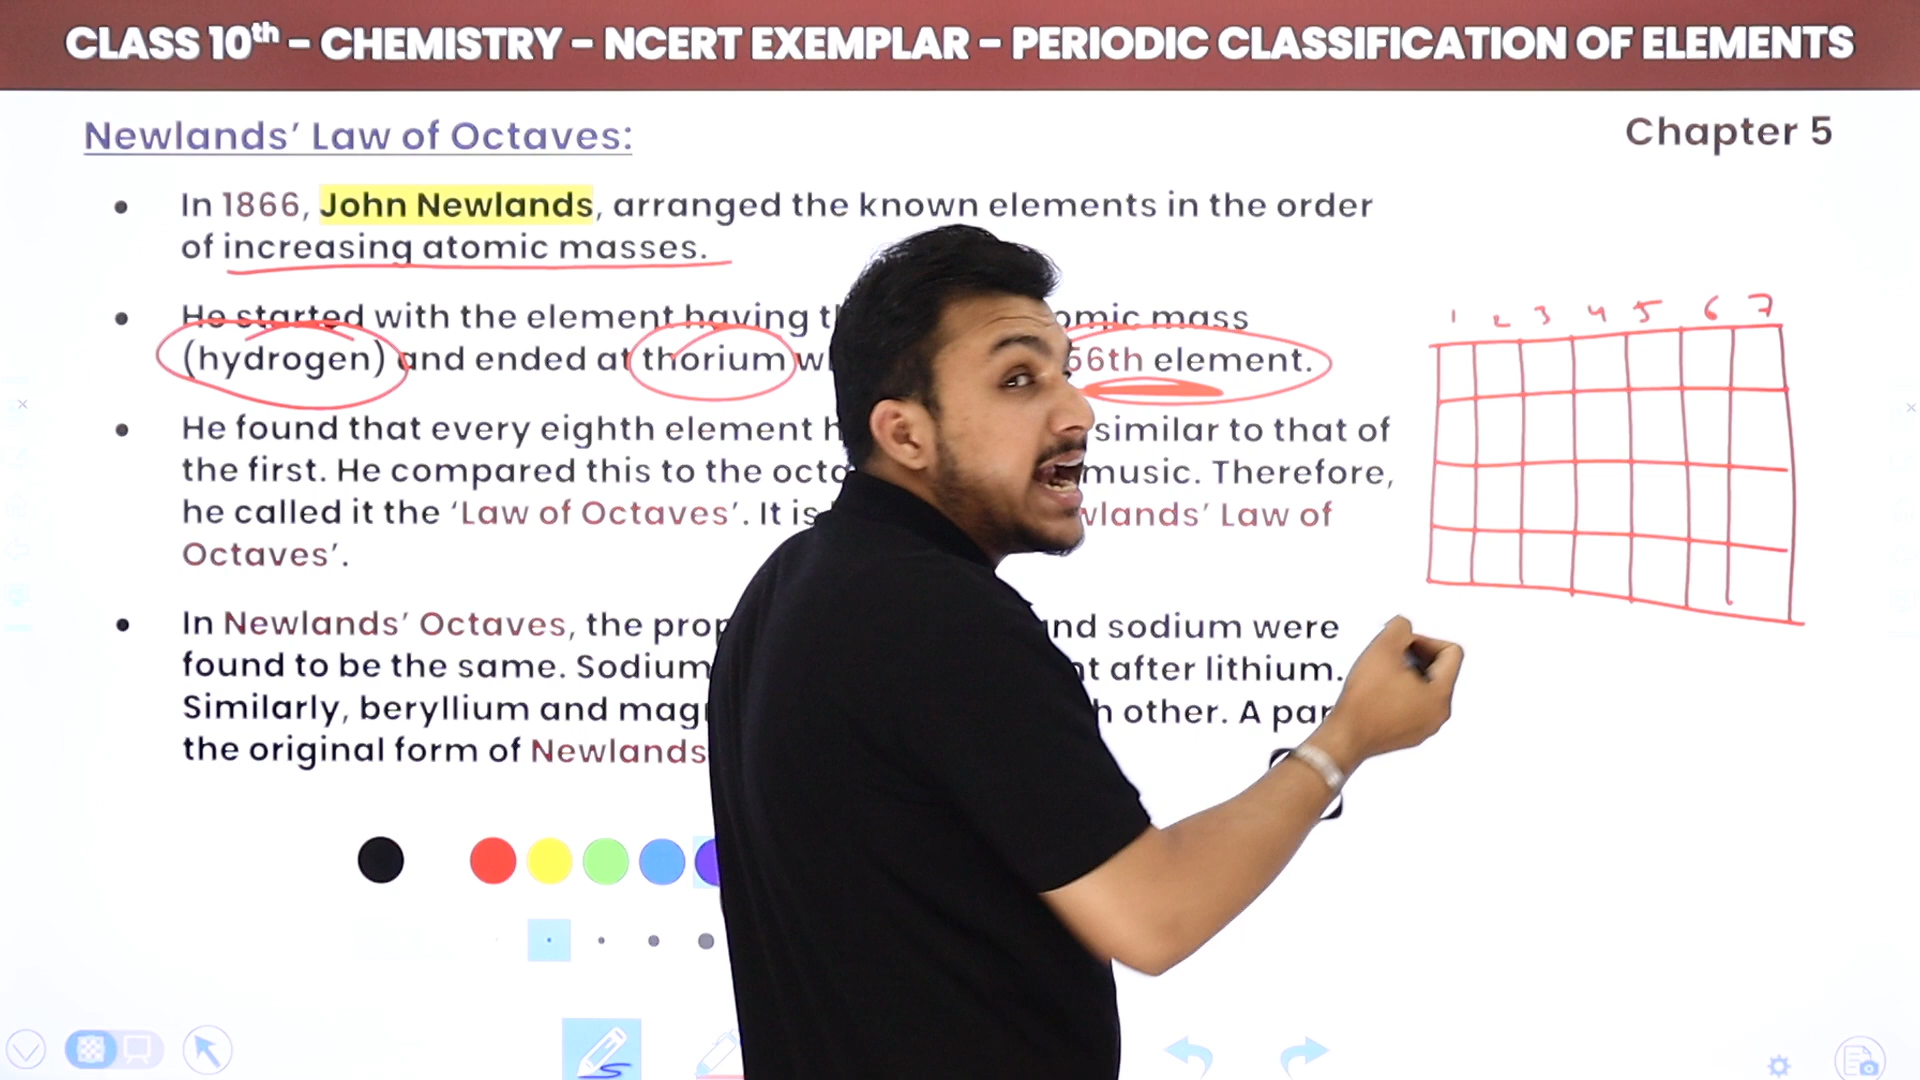 CLASS 10th – CHEMISTRY – NCERT EXEMPLAR – PERIODIC CLASSIFICATION OF ELEMENTS
Newlands’ Law of Octaves:
Chapter 5
• In 1866, John Newlands, arranged the known elements in the order
of increasing atomic masses.
• He started with the element having omic mass
(hydrogen) and ended at thorium 56th element.
• He found that every eighth element similar to that of
the first. He compared this to the music. Therefore,
he called it the ‘Law of Octaves’. It is wlands’ Law of
Octaves’.
• In Newlands’ Octaves, the prop nd sodium were
found to be the same. Sodium after lithium.
Similarly, beryllium and mag other. A par
the original form of Newlands
1 2 3 4 5 6 7